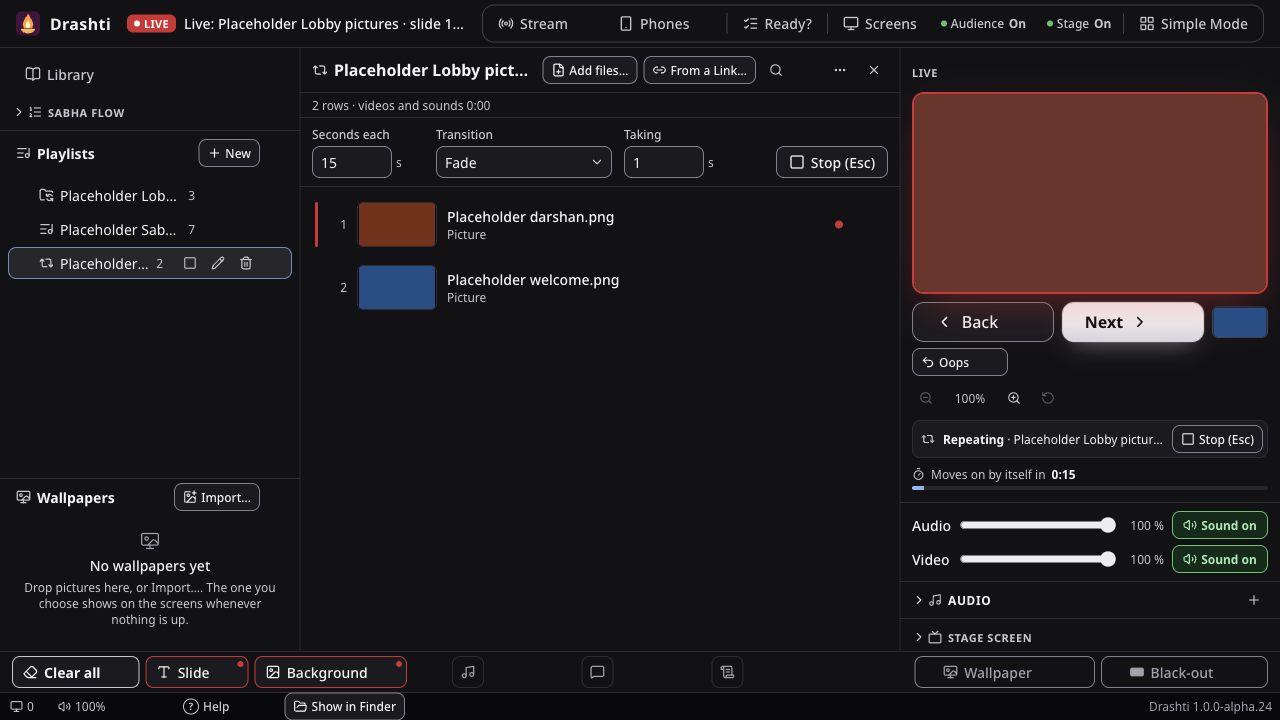 Drashti
LIVE
Live: Placeholder Lobby pictures · slide 1...
Stream
Phones
Ready?
Screens
Audience On
Stage On
Simple Mode
Library
SABHA FLOW
Playlists
New
Placeholder Lob... 3
Placeholder Sab... 7
Placeholder... 2
Wallpapers
Import...
No wallpapers yet
Drop pictures here, or Import.... The one you
choose shows on the screens whenever
nothing is up.
Placeholder Lobby pict...
Add files...
From a Link...
2 rows · videos and sounds 0:00
Seconds each
Transition
Taking
15 s
Fade
1 s
Stop (Esc)
1
Placeholder darshan.png
Picture
2
Placeholder welcome.png
Picture
LIVE
Back
Next
Oops
100%
Repeating · Placeholder Lobby pictur...
Stop (Esc)
Moves on by itself in 0:15
Audio
100 %
Sound on
Video
100 %
Sound on
AUDIO
STAGE SCREEN
Clear all
Slide
Background
Wallpaper
Black-out
0
100%
Help
Show in Finder
Drashti 1.0.0-alpha.24